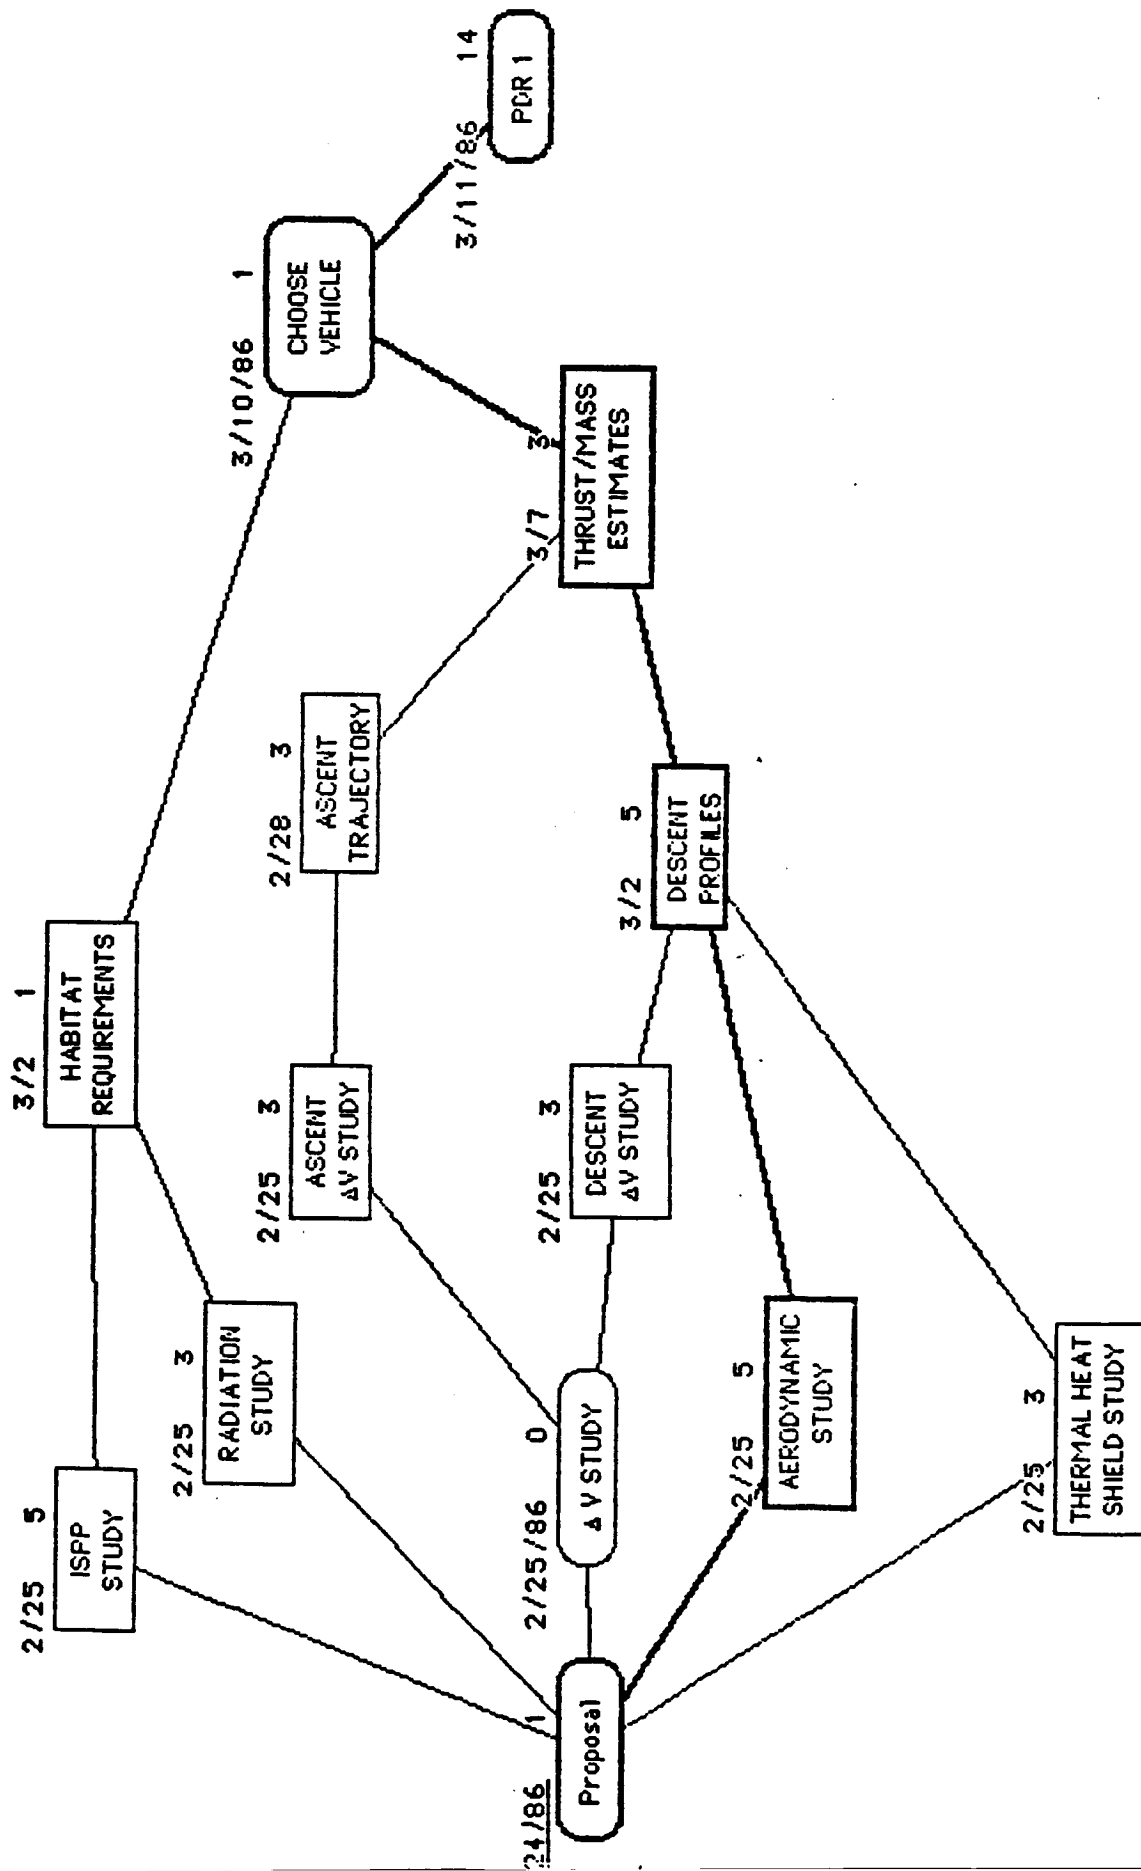 24/86 1
Proposal
2/25 5
ISPP
STUDY
2/25 3
RADIATION
STUDY
2/25/86 0
Δ V STUDY
2/25 5
AERODYNAMIC
STUDY
2/25 3
THERMAL HEAT
SHIELD STUDY
3/2 1
HABITAT
REQUIREMENTS
2/25 3
ASCENT
ΔV STUDY
2/25 3
DESCENT
ΔV STUDY
2/28 3
ASCENT
TRAJECTORY
3/2 5
DESCENT
PROFILES
3/7 3
THRUST/MASS
ESTIMATES
3/10/86 1
CHOOSE
VEHICLE
3/11/86 14
PDR 1